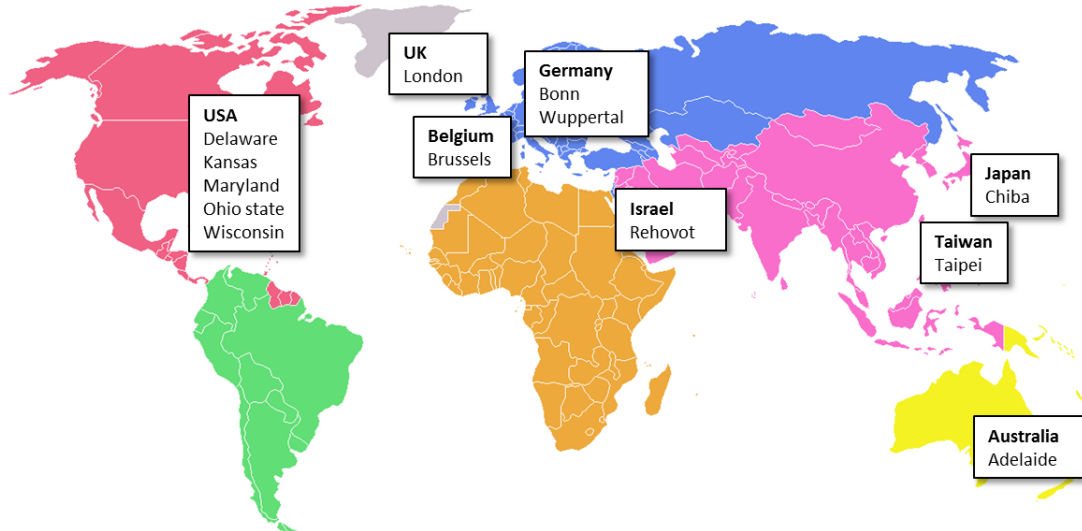 UK
London
Germany
Bonn
Wuppertal
USA
Delaware
Kansas
Maryland
Ohio state
Wisconsin
Belgium
Brussels
Japan
Chiba
Israel
Rehovot
Taiwan
Taipei
Australia
Adelaide